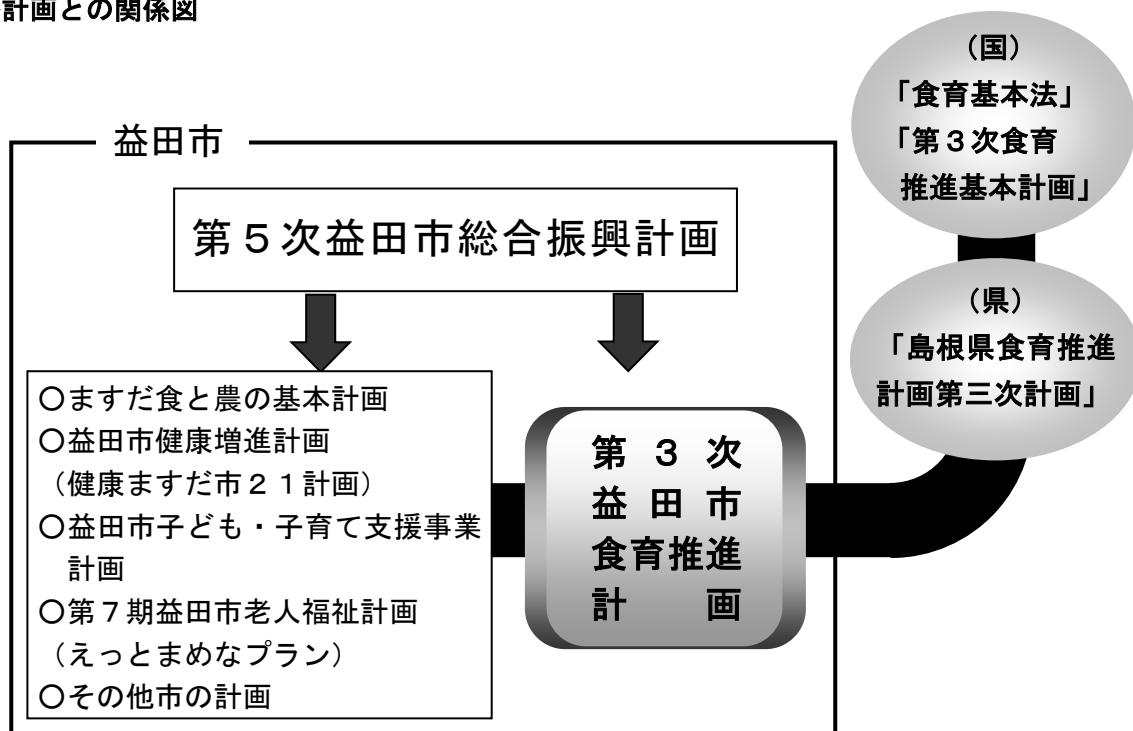 計画との関係図
(国)
「食育基本法」
「第3次食育
推進基本計画」
益田市
第5次益田市総合振興計画
(県)
「島根県食育推進
計画第三次計画」
○ますだ食と農の基本計画
○益田市健康増進計画
(健康ますだ市21計画)
○益田市子ども・子育て支援事業
計画
○第7期益田市老人福祉計画
(えっとまめなプラン)
○その他市の計画
第3次
益田市
食育推進
計画